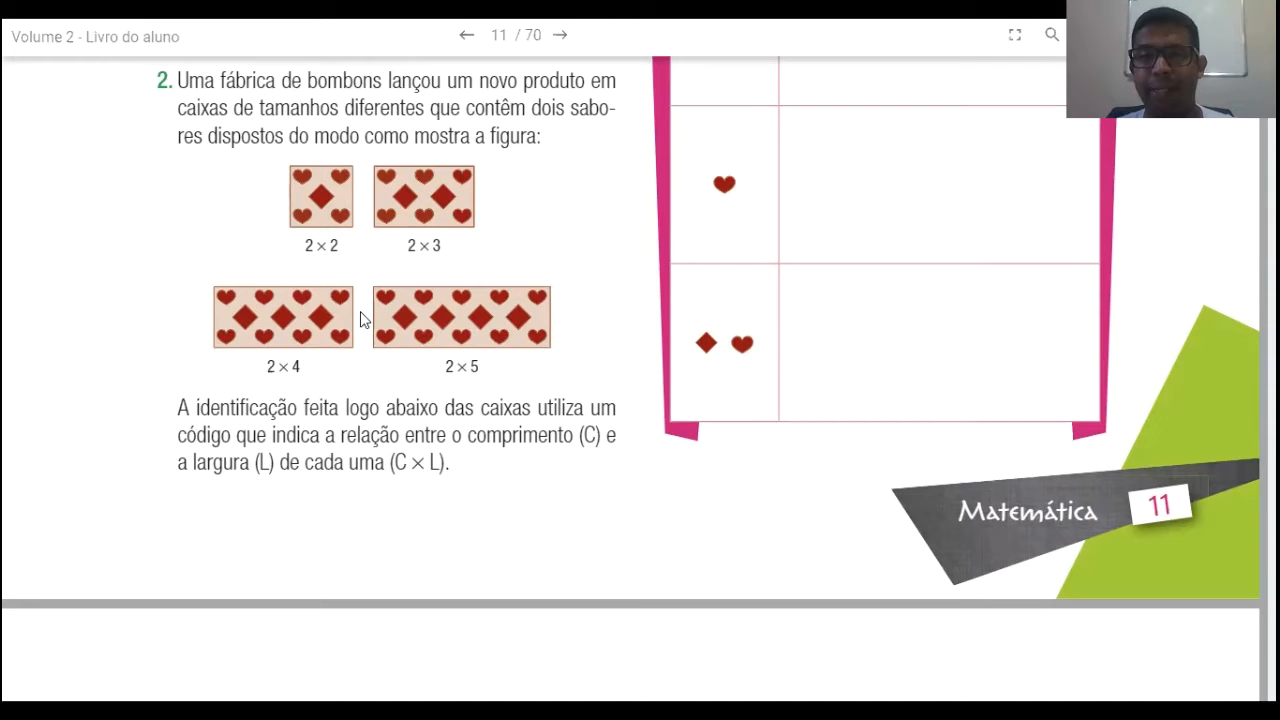 Volume 2 - Livro do aluno
11 / 70
2. Uma fábrica de bombons lançou um novo produto em
caixas de tamanhos diferentes que contêm dois sabo-
res dispostos do modo como mostra a figura:
2 × 2
2 × 3
2 × 4
2 × 5
A identificação feita logo abaixo das caixas utiliza um
código que indica a relação entre o comprimento (C) e
a largura (L) de cada uma (C × L).
Matemática
11